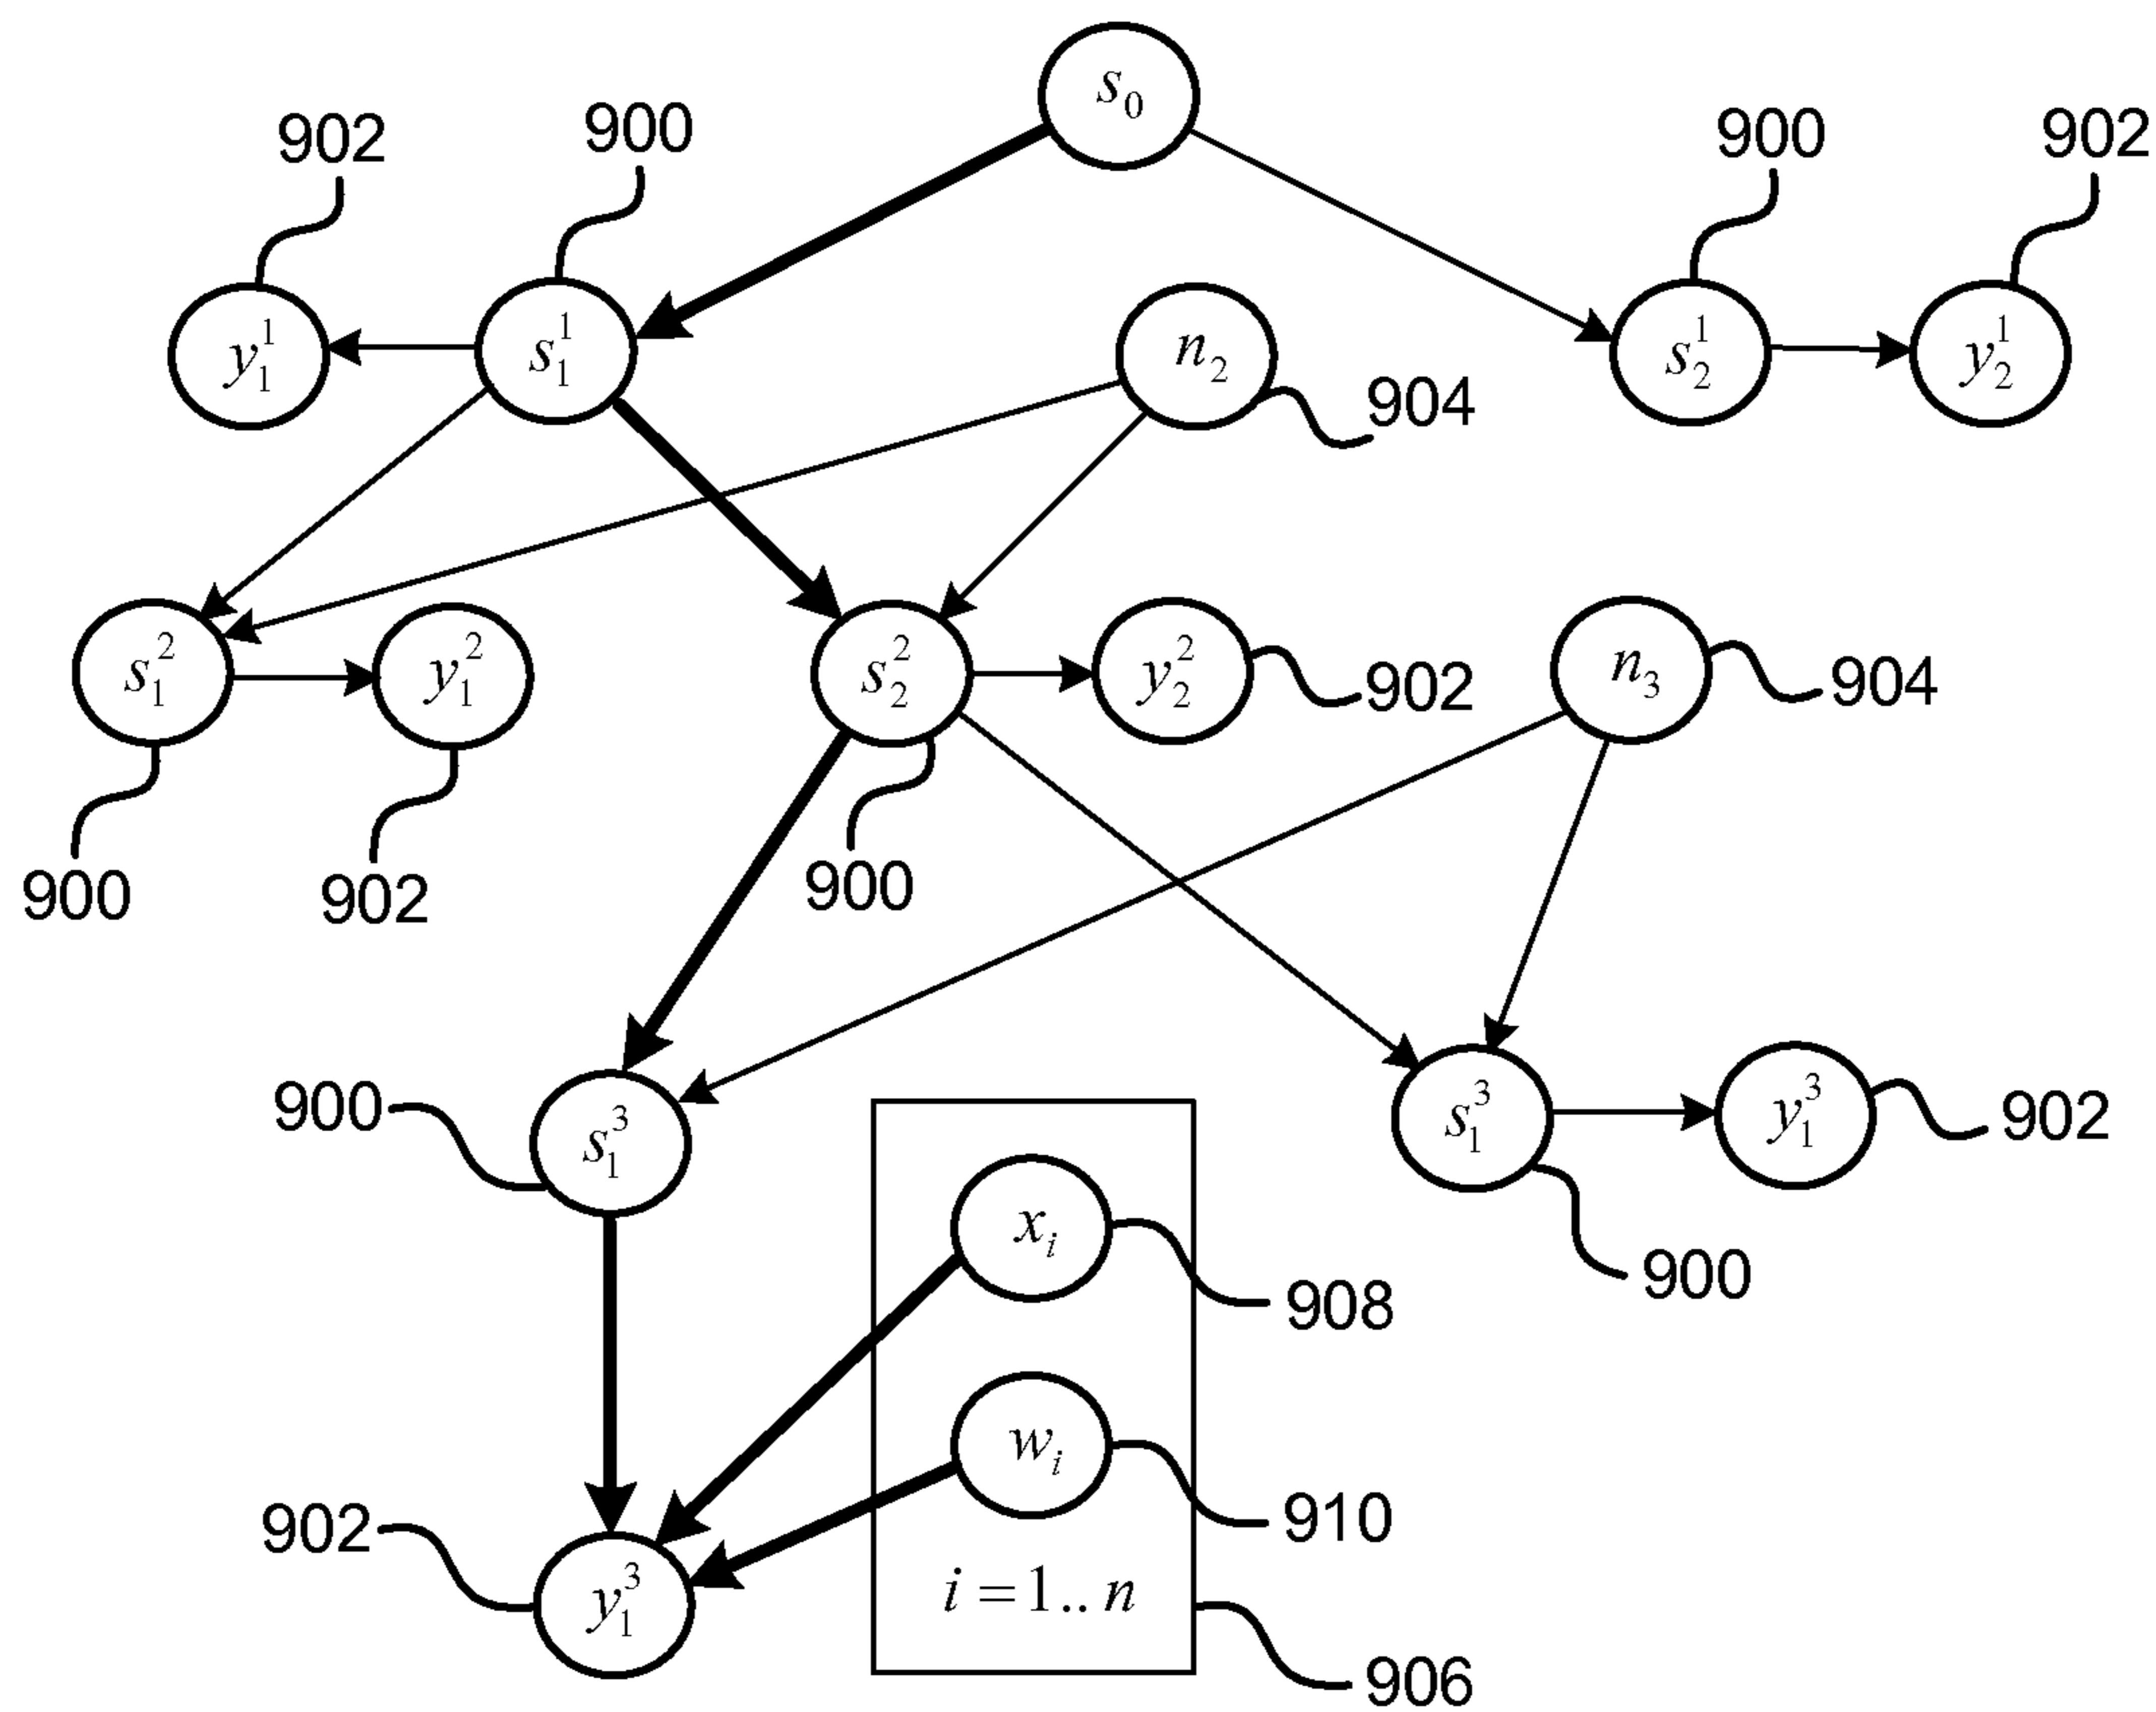 s₀
902 900 900 902
y₁¹ s₁¹ n₂ s₂¹ y₂¹
904
s₁² y₁² s₂² y₂² n₃
902 904
900 902 900
900 s₁³ s₁³ y₁³ 902
xᵢ 900
908
wᵢ
910
902 y₁³ i = 1 . . n
906